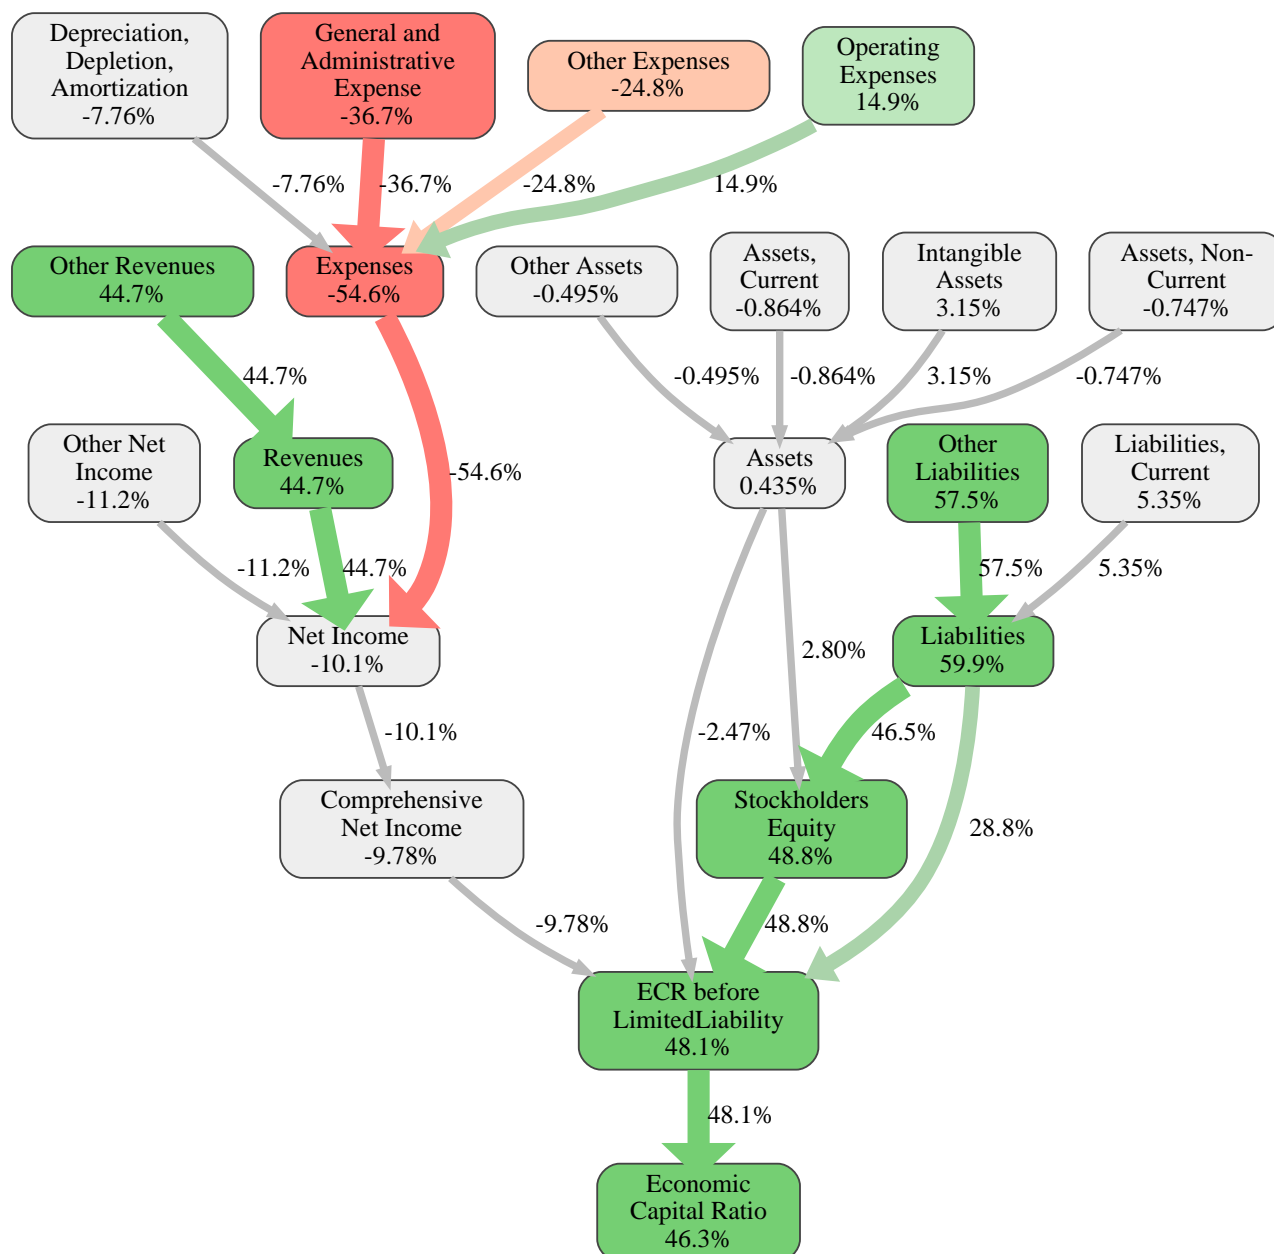 Depreciation,
Depletion,
Amortization
-7.76%
General and
Administrative
Expense
-36.7%
Other Expenses
-24.8%
Operating
Expenses
14.9%
-7.76%
-36.7%
-24.8%
14.9%
Other Revenues
44.7%
Expenses
-54.6%
Other Assets
-0.495%
Assets,
Current
-0.864%
Intangible
Assets
3.15%
Assets, Non-
Current
-0.747%
44.7%
-0.495%
-0.864%
3.15%
-0.747%
Other Net
Income
-11.2%
Revenues
44.7%
-54.6%
Assets
0.435%
Other
Liabilities
57.5%
Liabilities,
Current
5.35%
-11.2%
44.7%
57.5%
5.35%
Net Income
-10.1%
2.80%
Liabilities
59.9%
-10.1%
-2.47%
46.5%
Comprehensive
Net Income
-9.78%
Stockholders
Equity
48.8%
28.8%
-9.78%
48.8%
ECR before
LimitedLiability
48.1%
48.1%
Economic
Capital Ratio
46.3%